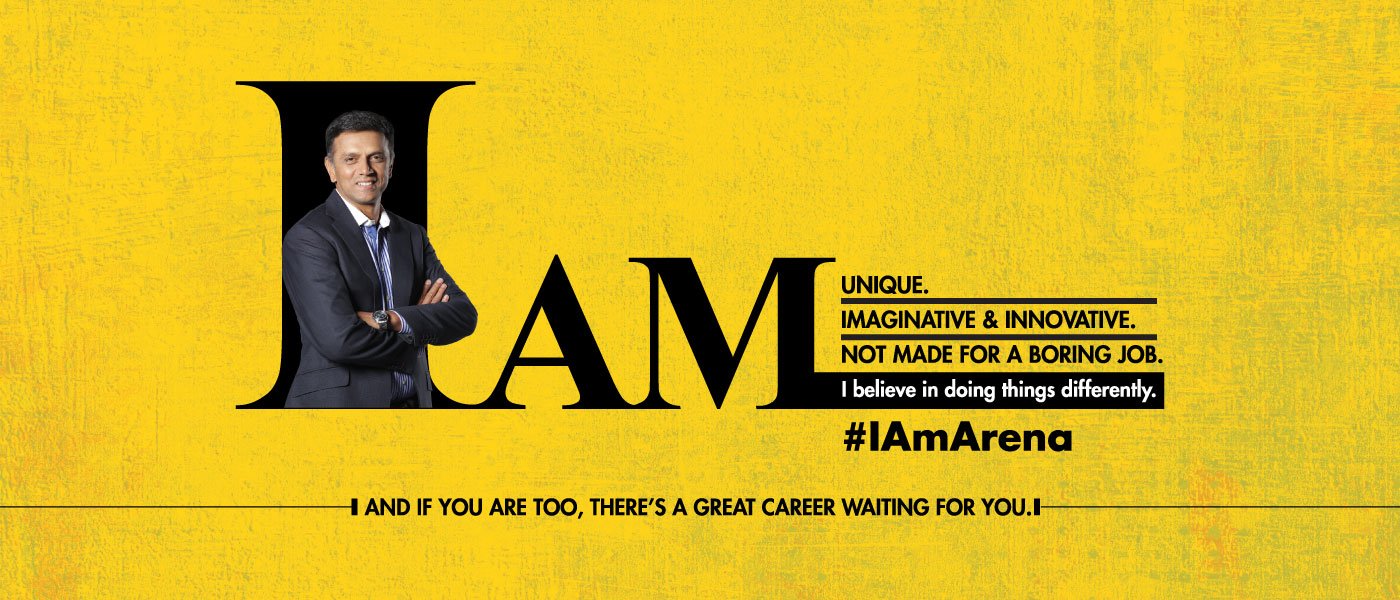 I AM
UNIQUE.
IMAGINATIVE & INNOVATIVE.
NOT MADE FOR A BORING JOB.
I believe in doing things differently.
#IAmArena
AND IF YOU ARE TOO, THERE’S A GREAT CAREER WAITING FOR YOU.